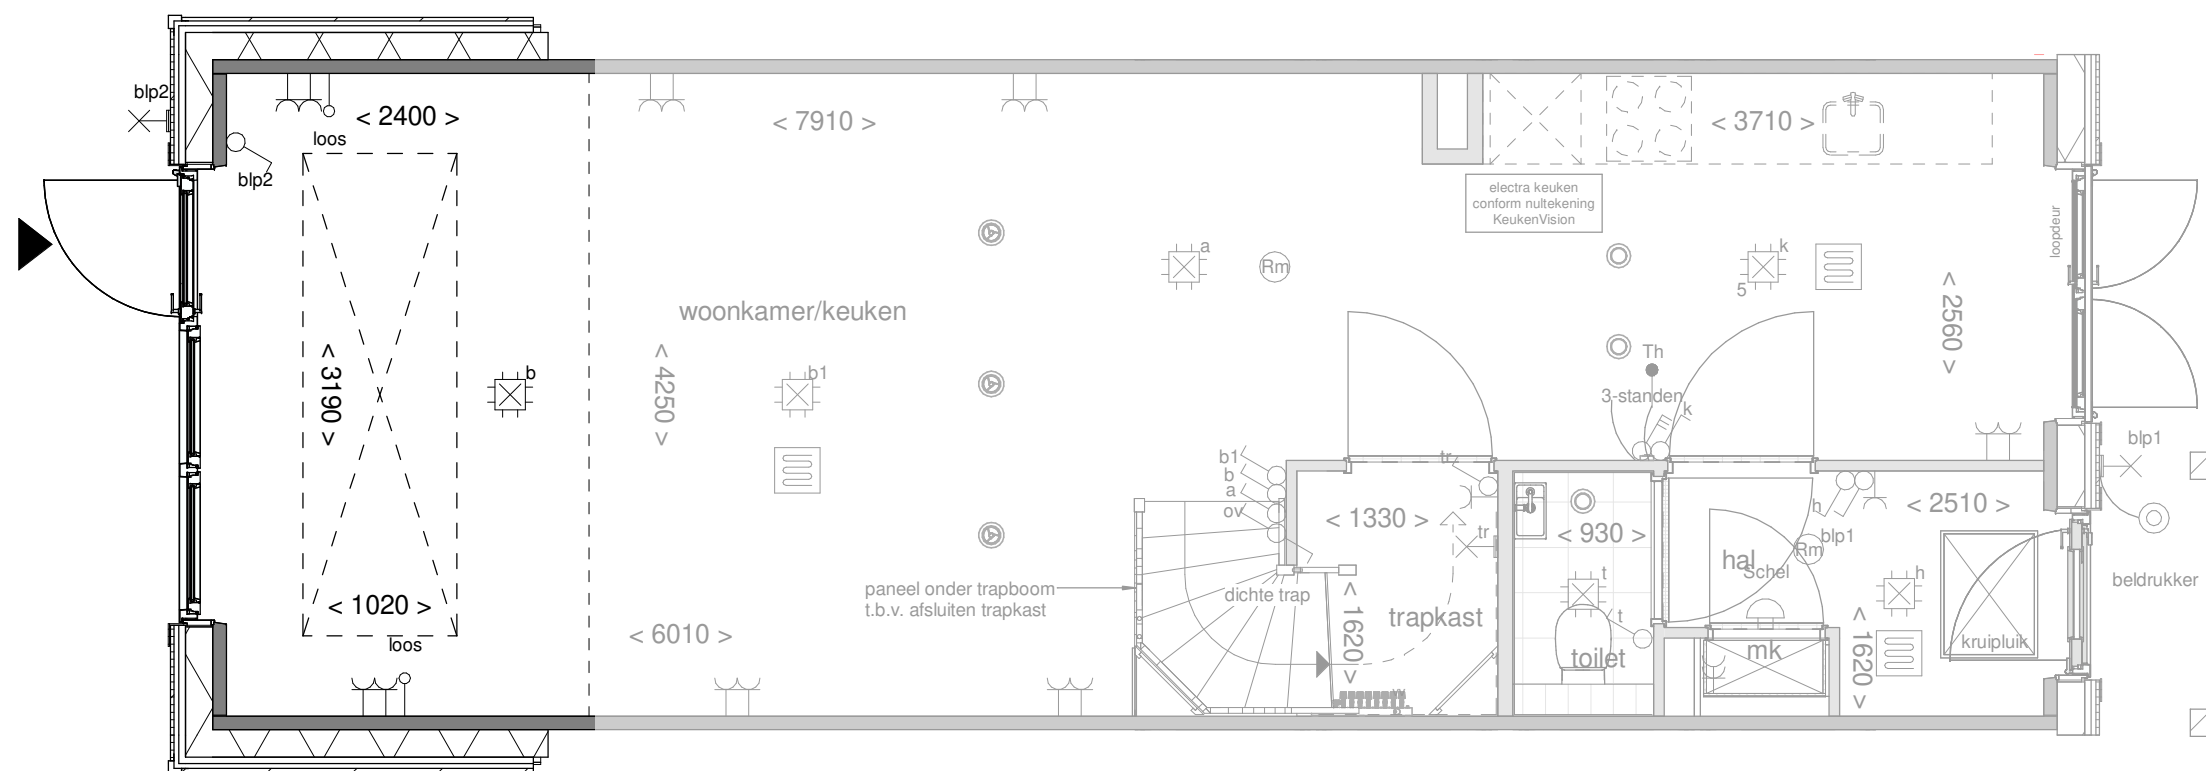 blp2
loos
blp2
< 2400 >
< 7910 >
< 3710 >
electra keuken
conform nultekening
KeukenVision
loopdeur
a
Rm
k
5
woonkamer/keuken
< 3190 >
b
< 4250 >
b1
< 2560 >
Th
3-standen
k
blp1
b1
b
a
ov
tr
< 1330 >
tr
< 930 >
< 2510 >
h
blp1
Rm
hal
Schel
t
h
beldrukker
paneel onder trapboom
t.b.v. afsluiten trapkast
dichte trap
< 1020 >
loos
< 6010 >
< 1620 >
trapkast
t
toilet
mk
< 1620 >
kruipluik